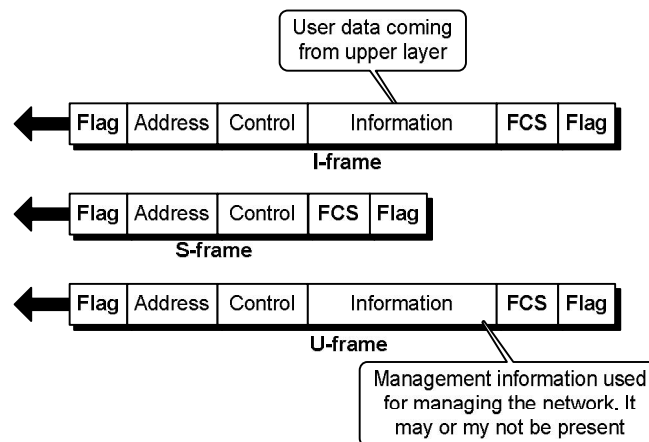 User data coming
from upper layer
Flag Address Control Information FCS Flag
I-frame
Flag Address Control FCS Flag
S-frame
Flag Address Control Information FCS Flag
U-frame
Management information used
for managing the network. It
may or my not be present